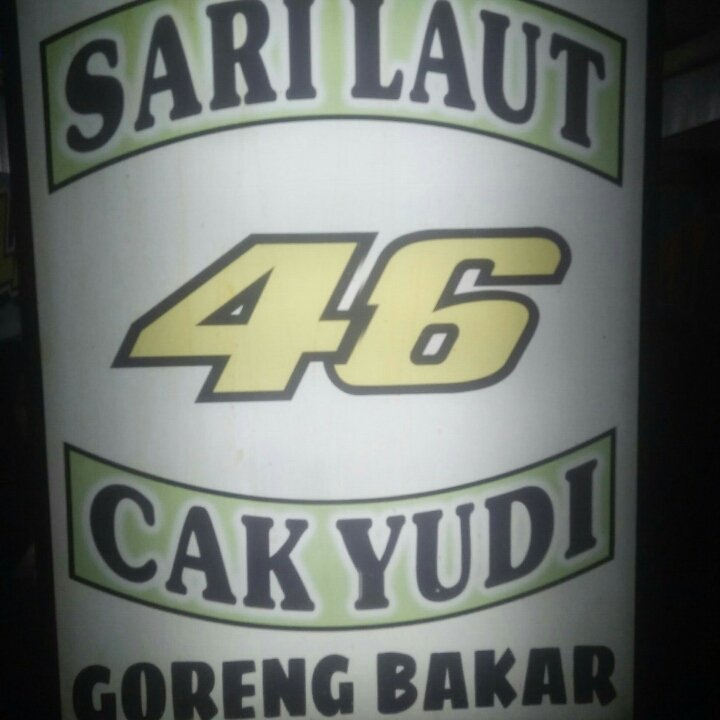 SARI LAUT
46
CAK YUDI
GORENG BAKAR